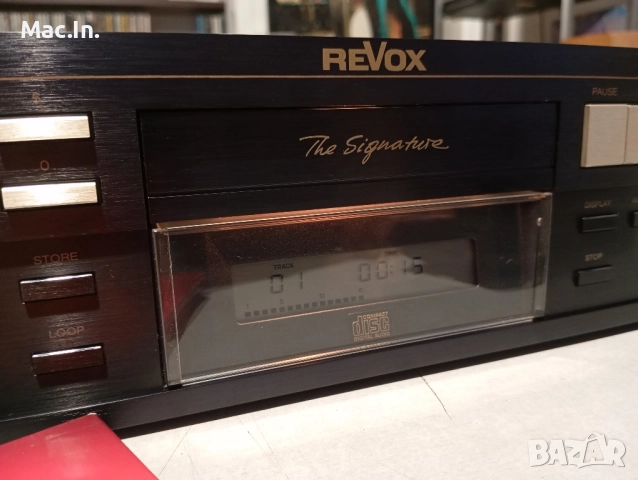 Mac.In.
REVOX
PAUSE
The Signature
0
DISPLAY
STORE
TRACK
01 00:15
STOP
LOOP
COMPACT
disc
DIGITAL AUDIO
BAZAR